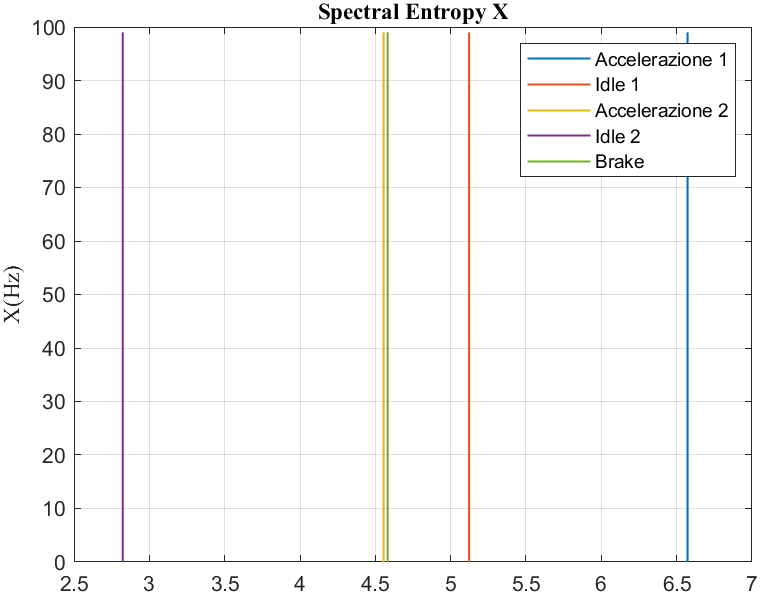 Spectral Entropy X
100
90
80
70
60
50
40
30
20
10
0
X(Hz)
Accelerazione 1
Idle 1
Accelerazione 2
Idle 2
Brake
2.5 3 3.5 4 4.5 5 5.5 6 6.5 7